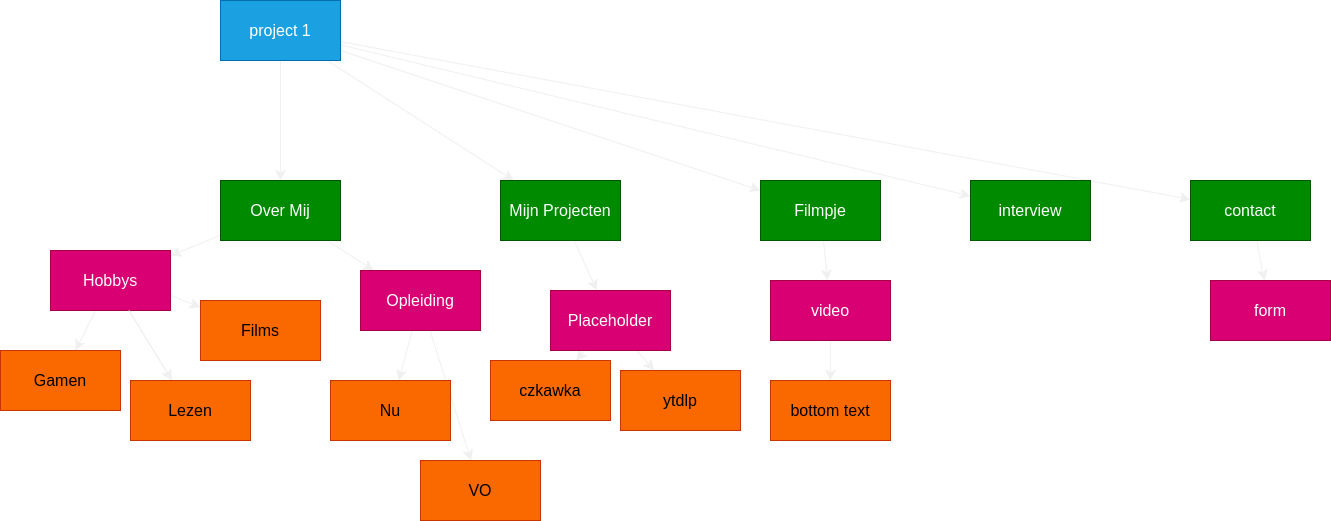 project 1
Over Mij
Mijn Projecten
Filmpje
interview
contact
Hobbys
Opleiding
Placeholder
video
form
Films
Gamen
Lezen
Nu
czkawka
ytdlp
bottom text
VO